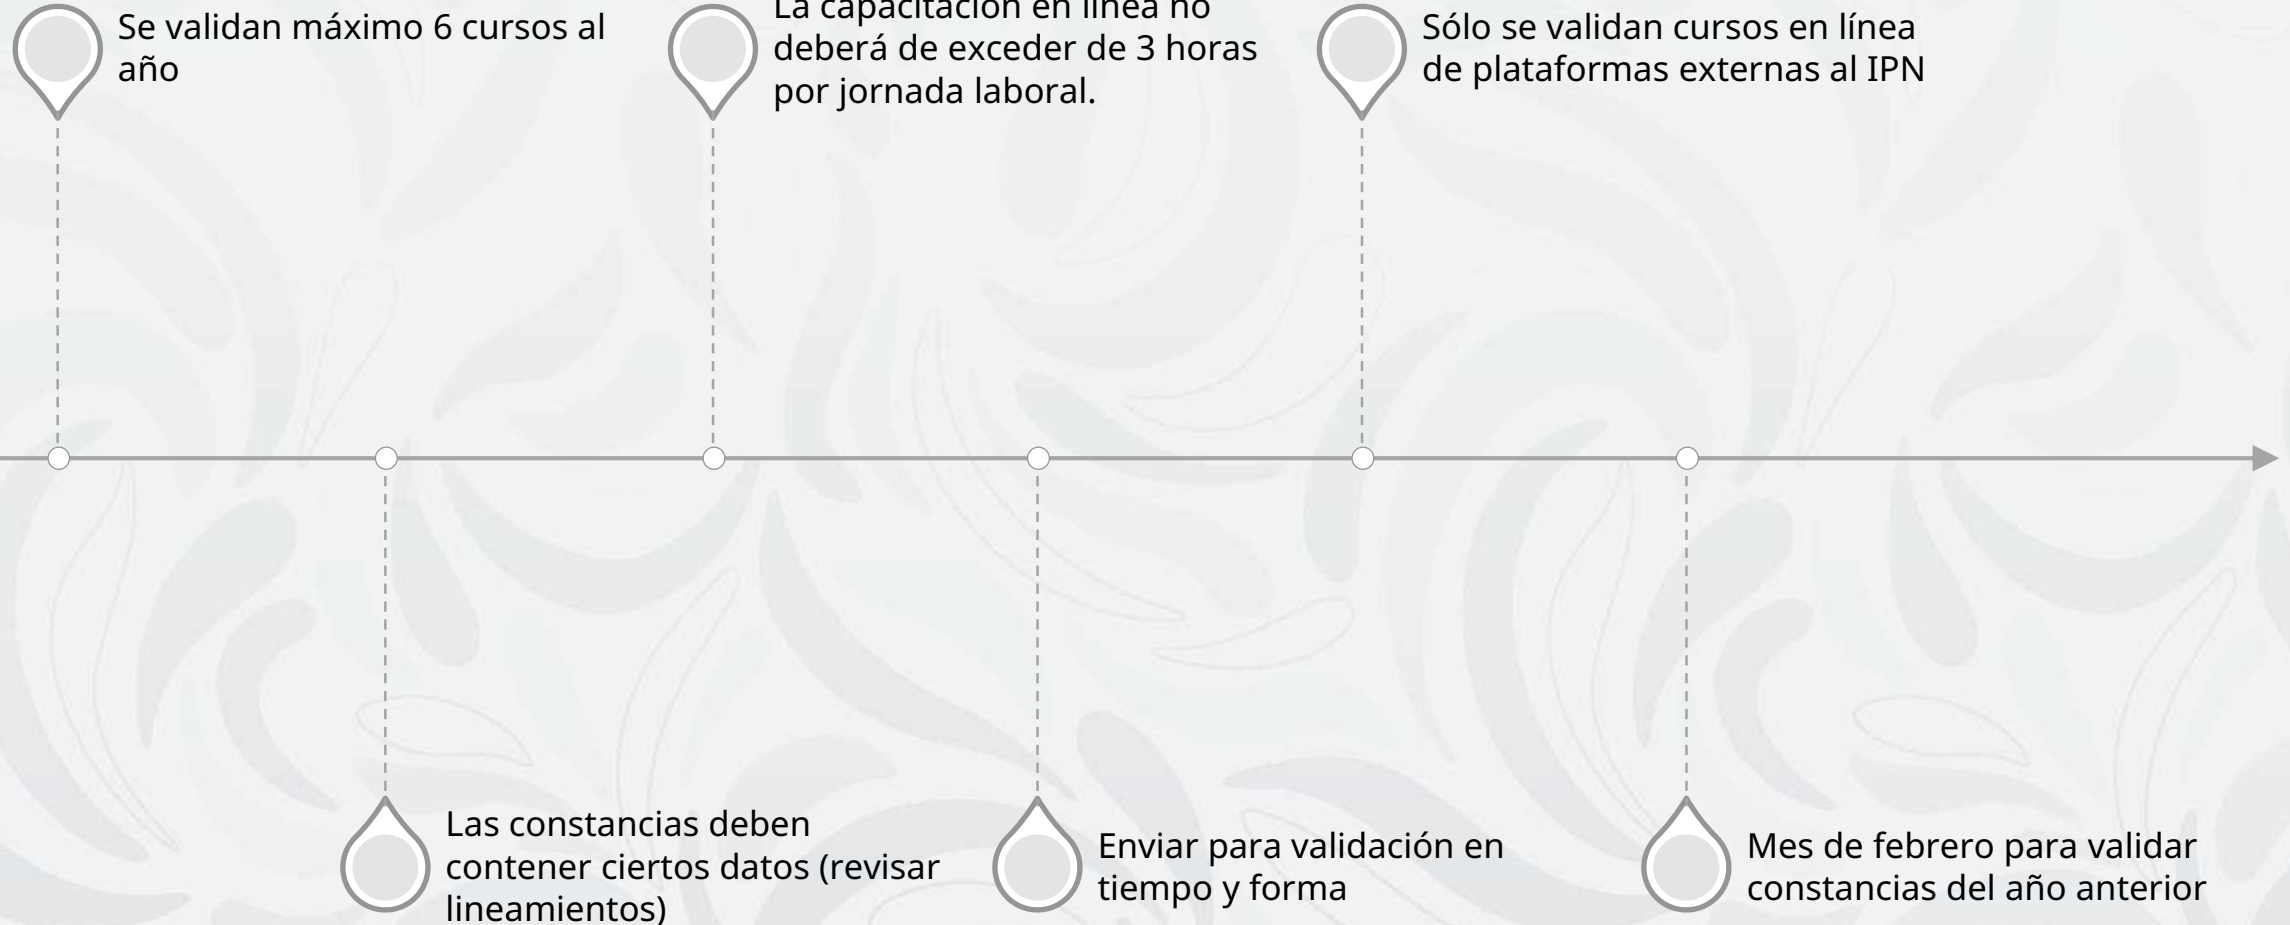 Se validan máximo 6 cursos al
año
La capacitación en línea no
deberá de exceder de 3 horas
por jornada laboral.
Sólo se validan cursos en línea
de plataformas externas al IPN
Las constancias deben
contener ciertos datos (revisar
lineamientos)
Enviar para validación en
tiempo y forma
Mes de febrero para validar
constancias del año anterior